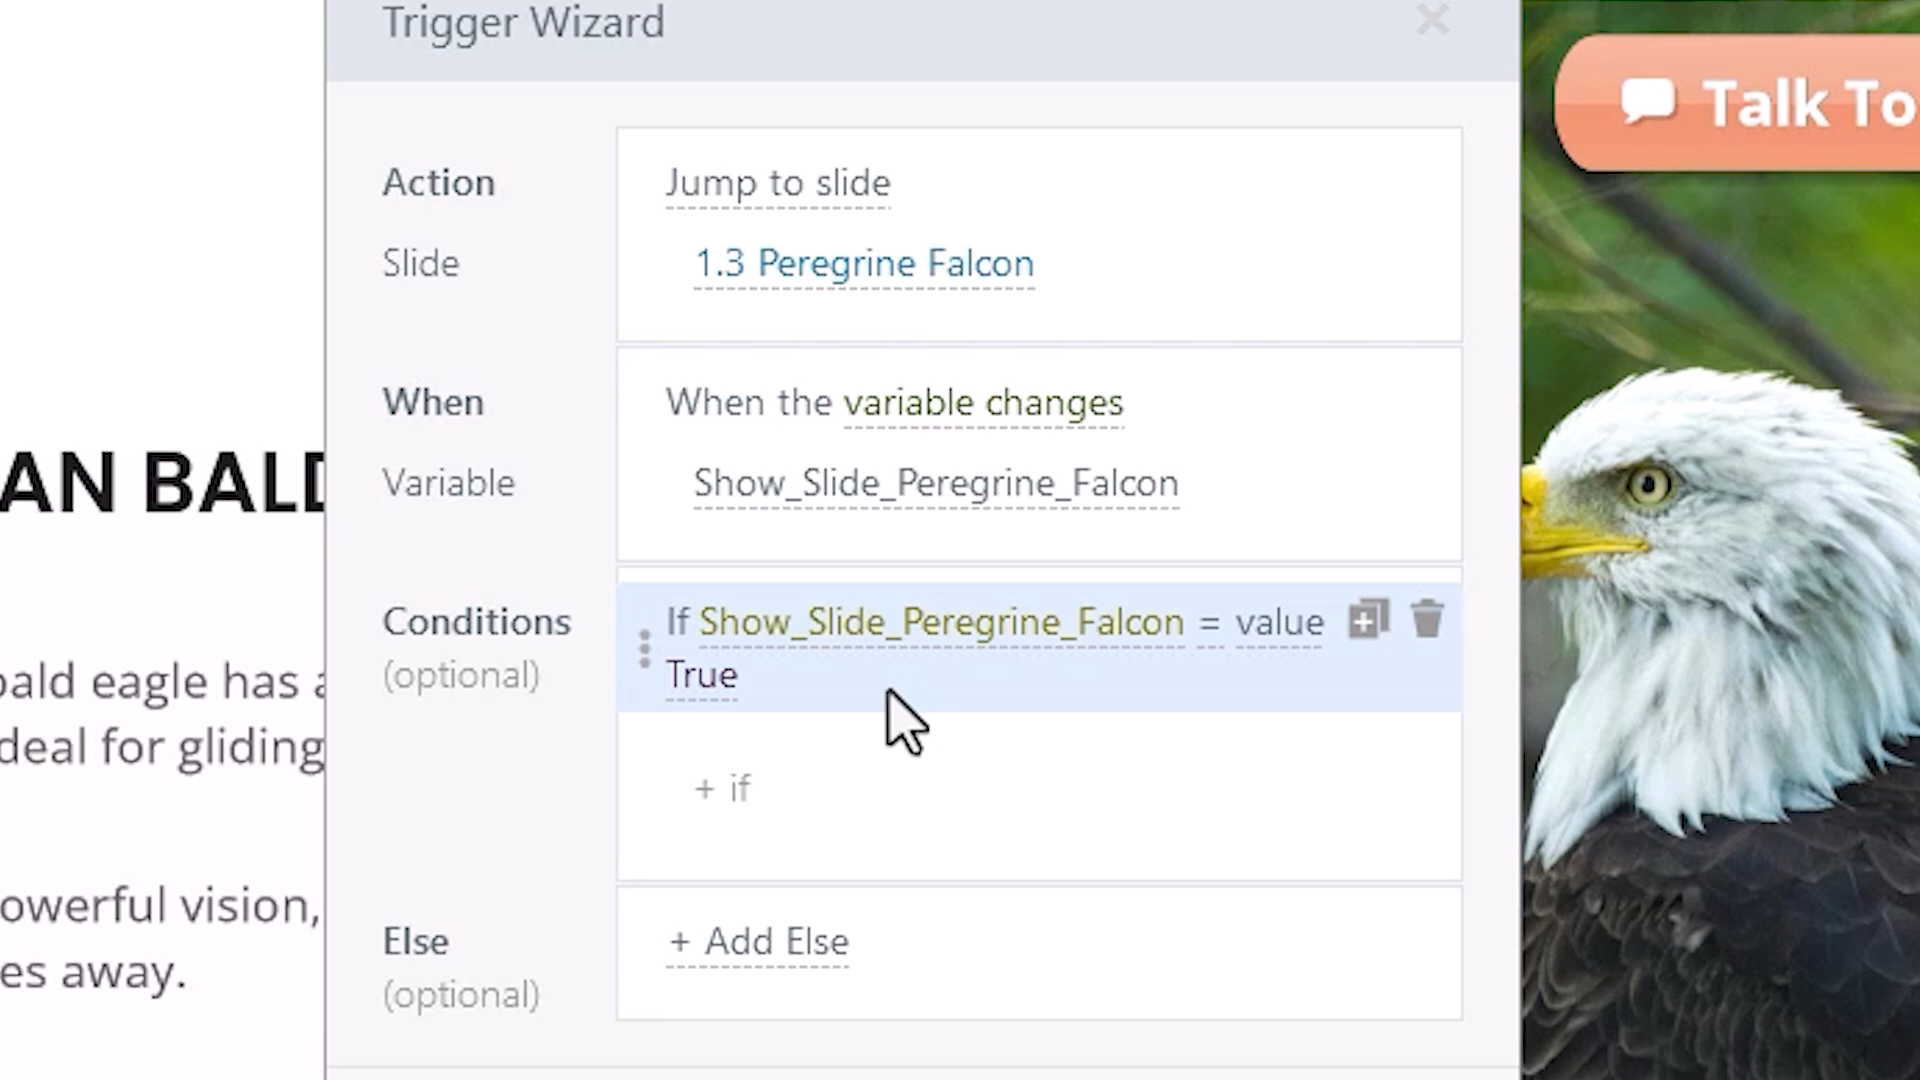 Trigger Wizard
Talk To
Action
Jump to slide
Slide
1.3 Peregrine Falcon
When
When the variable changes
Variable
Show_Slide_Peregrine_Falcon
AN BALD
Conditions
(optional)
If Show_Slide_Peregrine_Falcon = value
True
+ if
bald eagle has a
deal for gliding
owerful vision,
es away.
Else
(optional)
+ Add Else